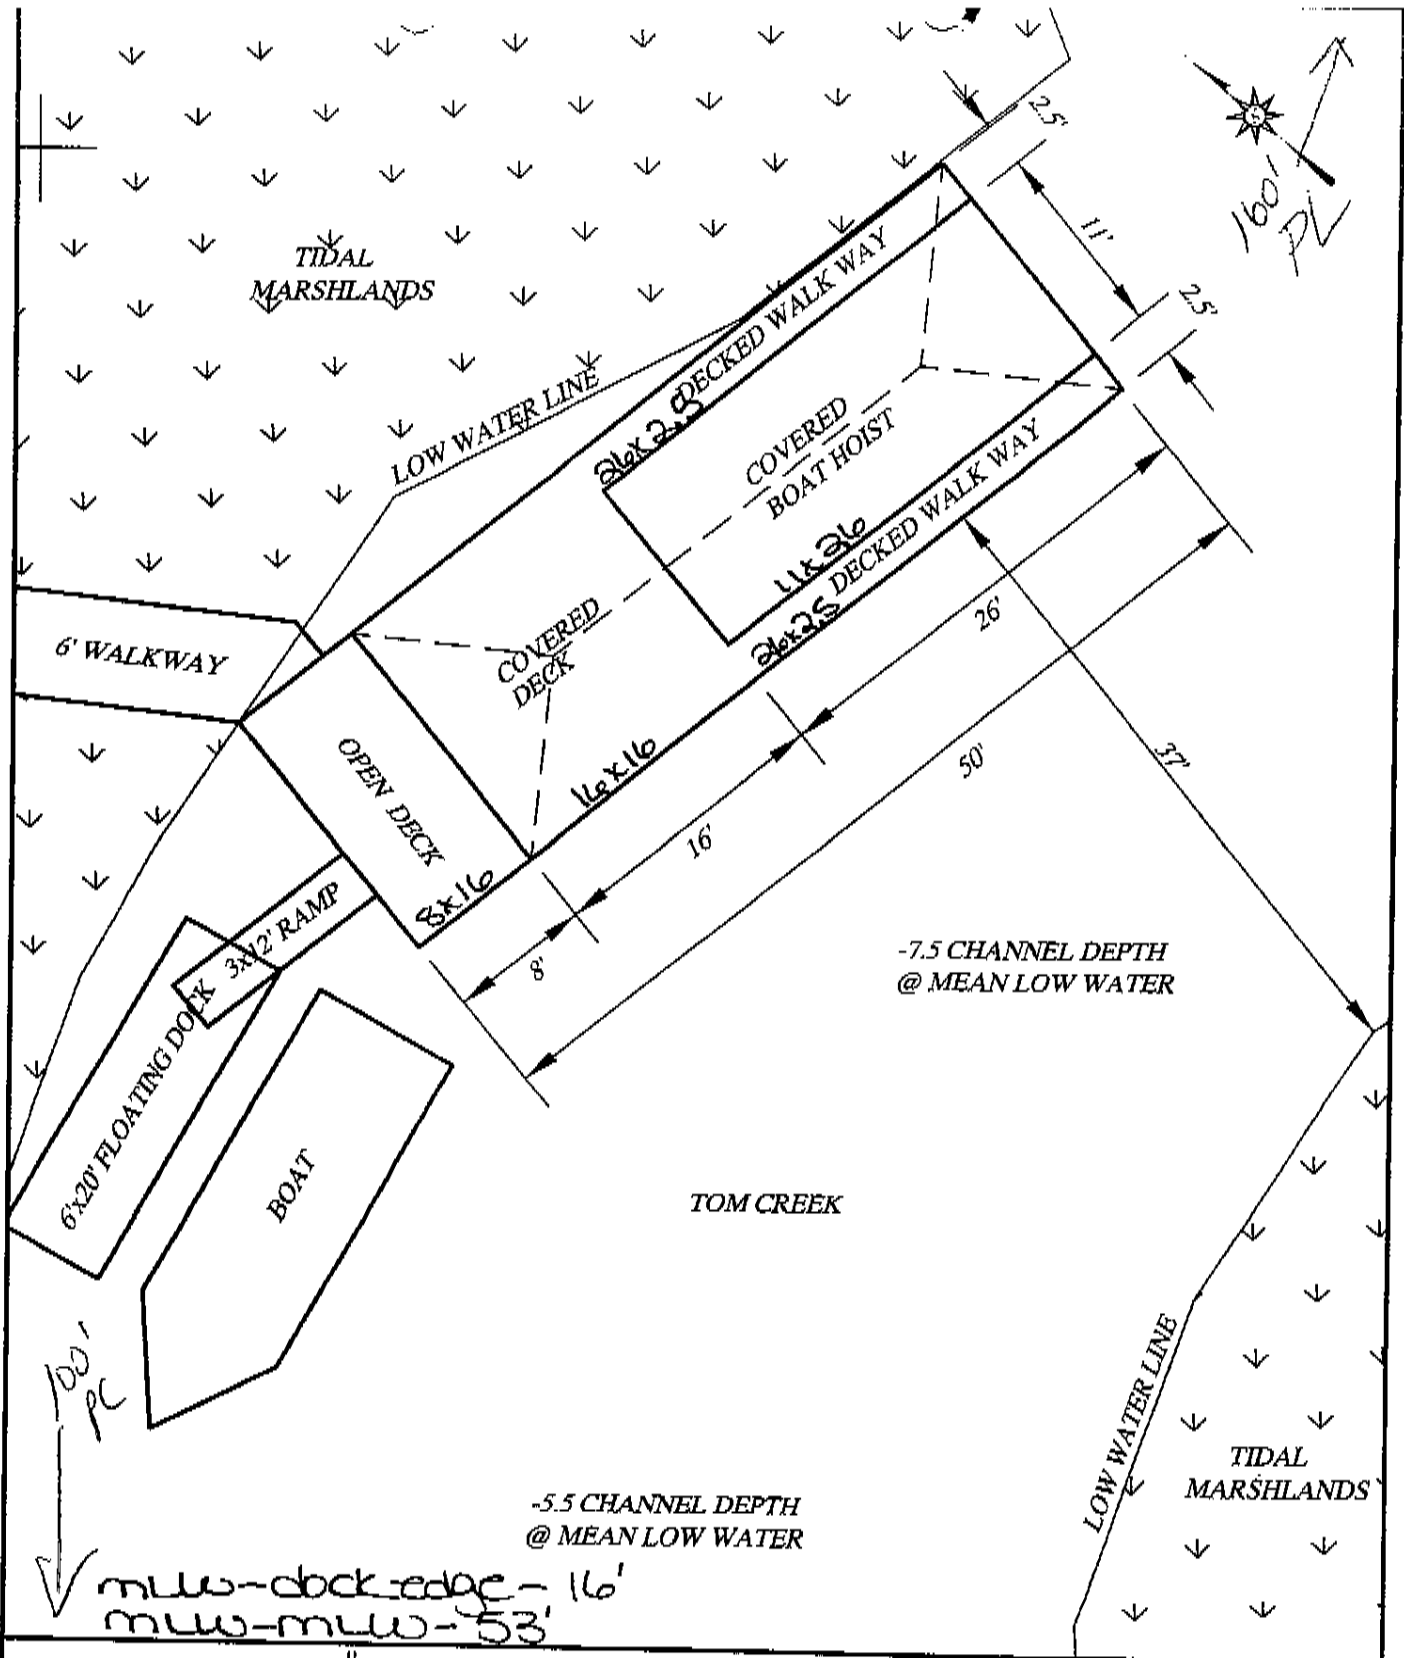 2.5'
11'
2.5'
160'
PL
S
TIDAL
MARSHLANDS
LOW WATER LINE
26x2.5 DECKED WALK WAY
COVERED
BOAT HOIST
11x26
26x2.5 DECKED WALK WAY
6' WALKWAY
COVERED
DECK
16x16
OPEN DECK
8x16
26'
50'
37'
16'
8'
3x12' RAMP
6'x20' FLOATING DOCK
BOAT
-7.5 CHANNEL DEPTH
@ MEAN LOW WATER
TOM CREEK
100'
PL
LOW WATER LINE
TIDAL
MARSHLANDS
-5.5 CHANNEL DEPTH
@ MEAN LOW WATER
MLW-dock edge - 16'
MLW-MLW - 53'